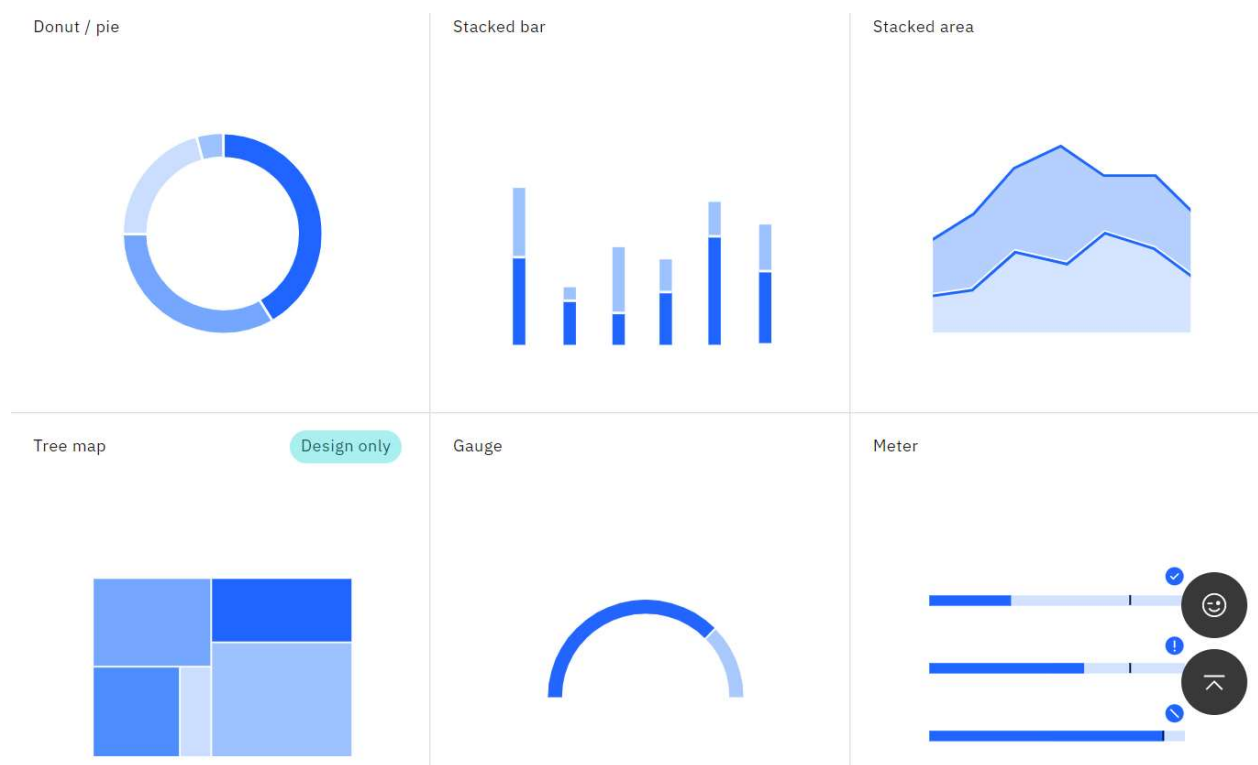 Donut / pie
Stacked bar
Stacked area
Tree map
Design only
Gauge
Meter